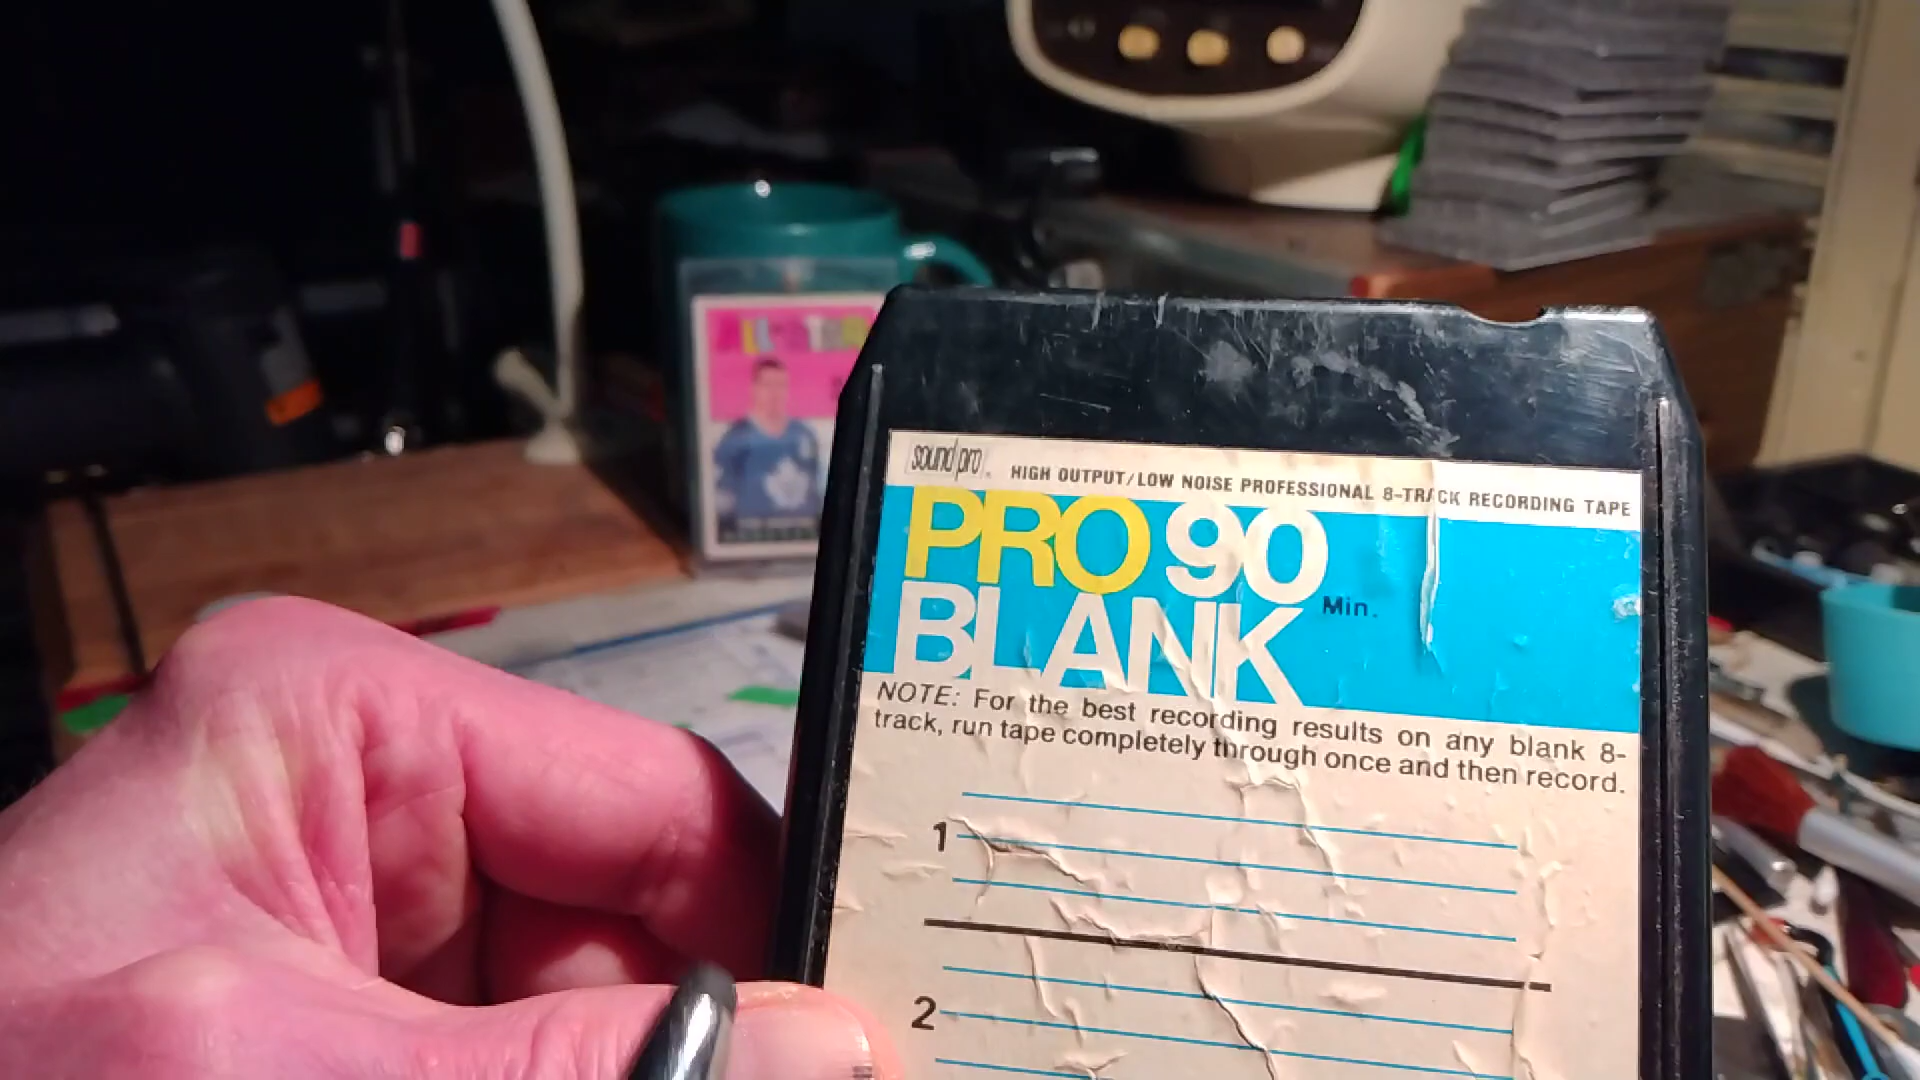 sound pro
HIGH OUTPUT/LOW NOISE PROFESSIONAL 8-TRACK RECORDING TAPE
PRO 90
Min.
BLANK
NOTE: For the best recording results on any blank 8-
track, run tape completely through once and then record.
1
2